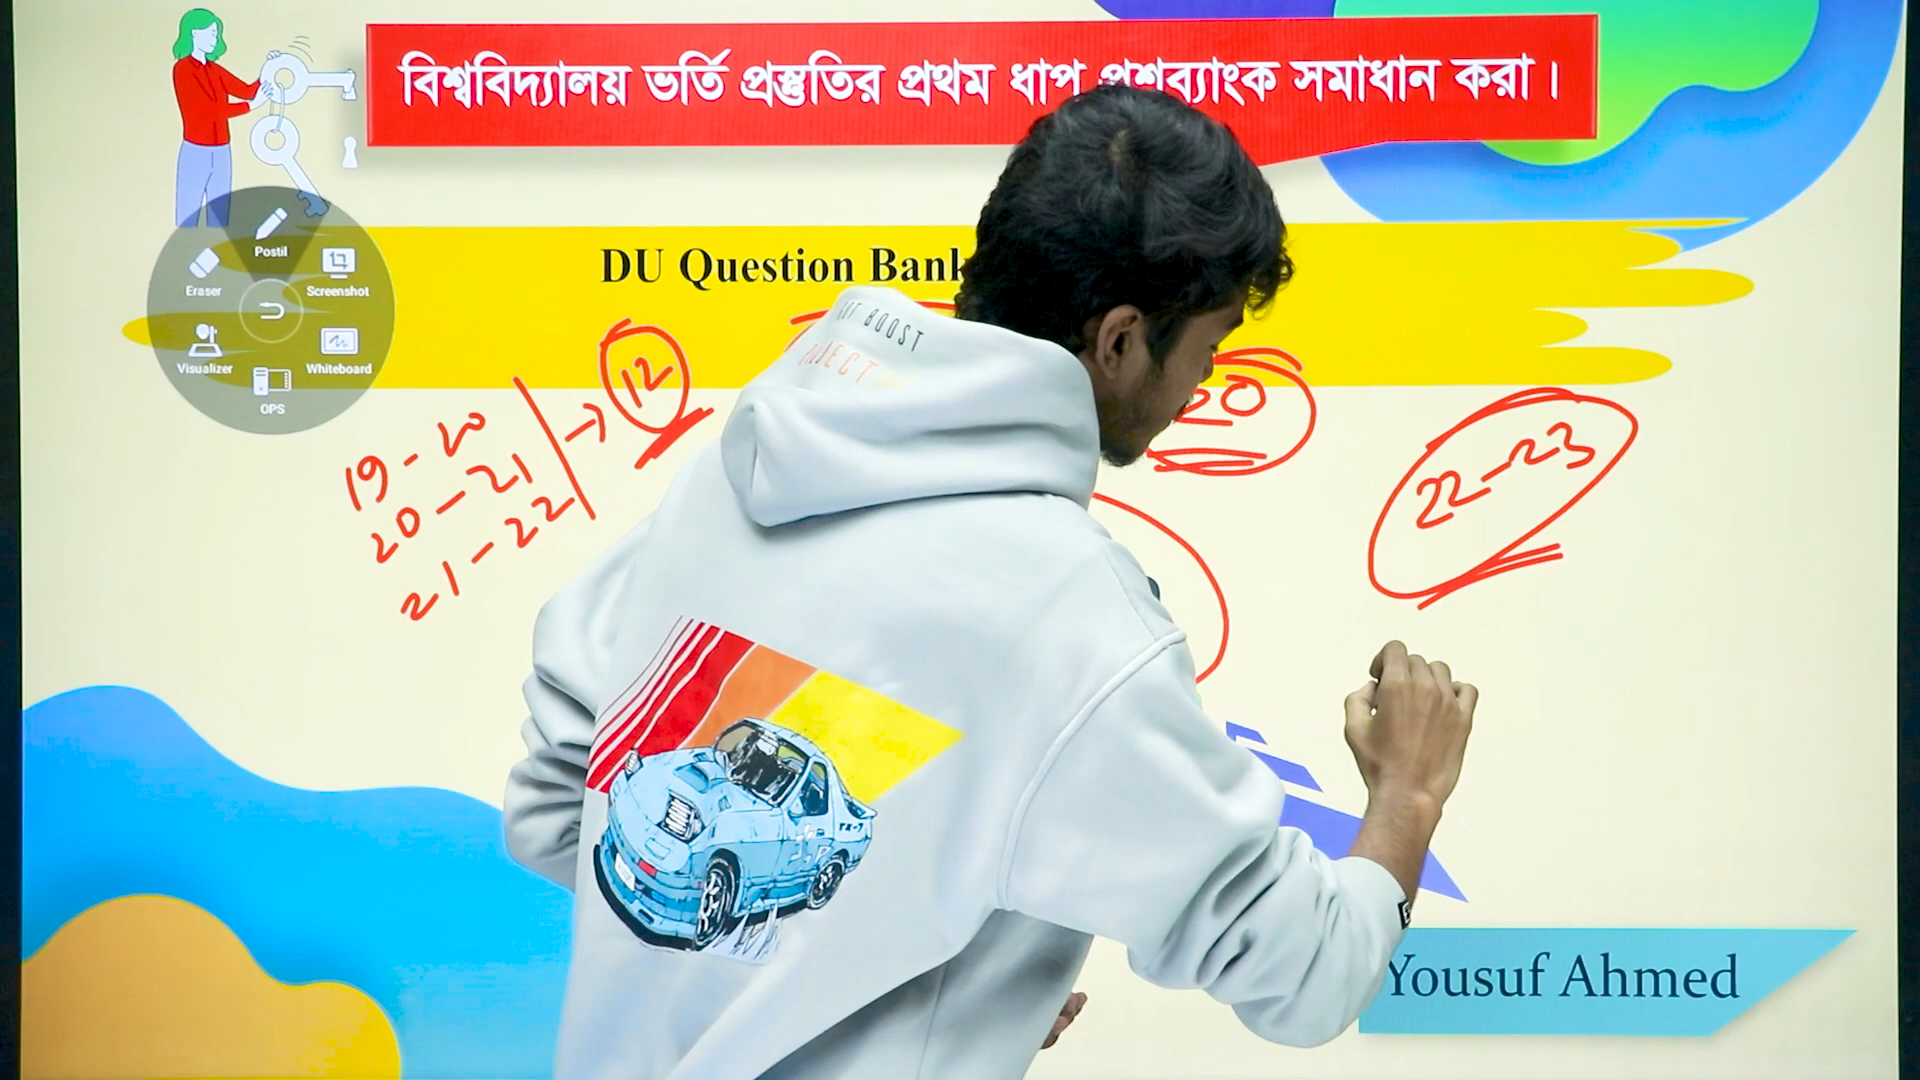 বিশ্ববিদ্যালয় ভর্তি প্রস্তুতির প্রথম ধাপ প্রশ্নব্যাংক সমাধান করা।
DU Question Bank
Postil
Eraser
Screenshot
Visualizer
Whiteboard
OPS
19-20
20-21
21-22
→ 12
20
22-23
BOOST
Yousuf Ahmed